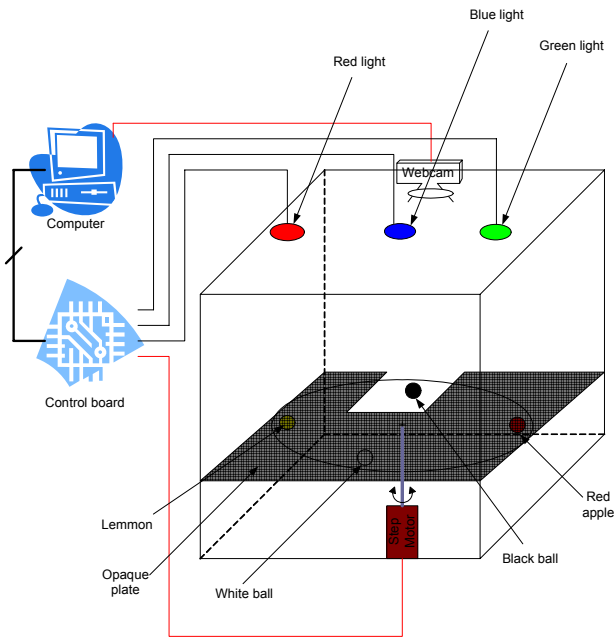 Blue light
Green light
Red light
Webcam
Computer
Control board
Lemmon
Red
apple
Step
Motor
Black ball
Opaque
plate
White ball